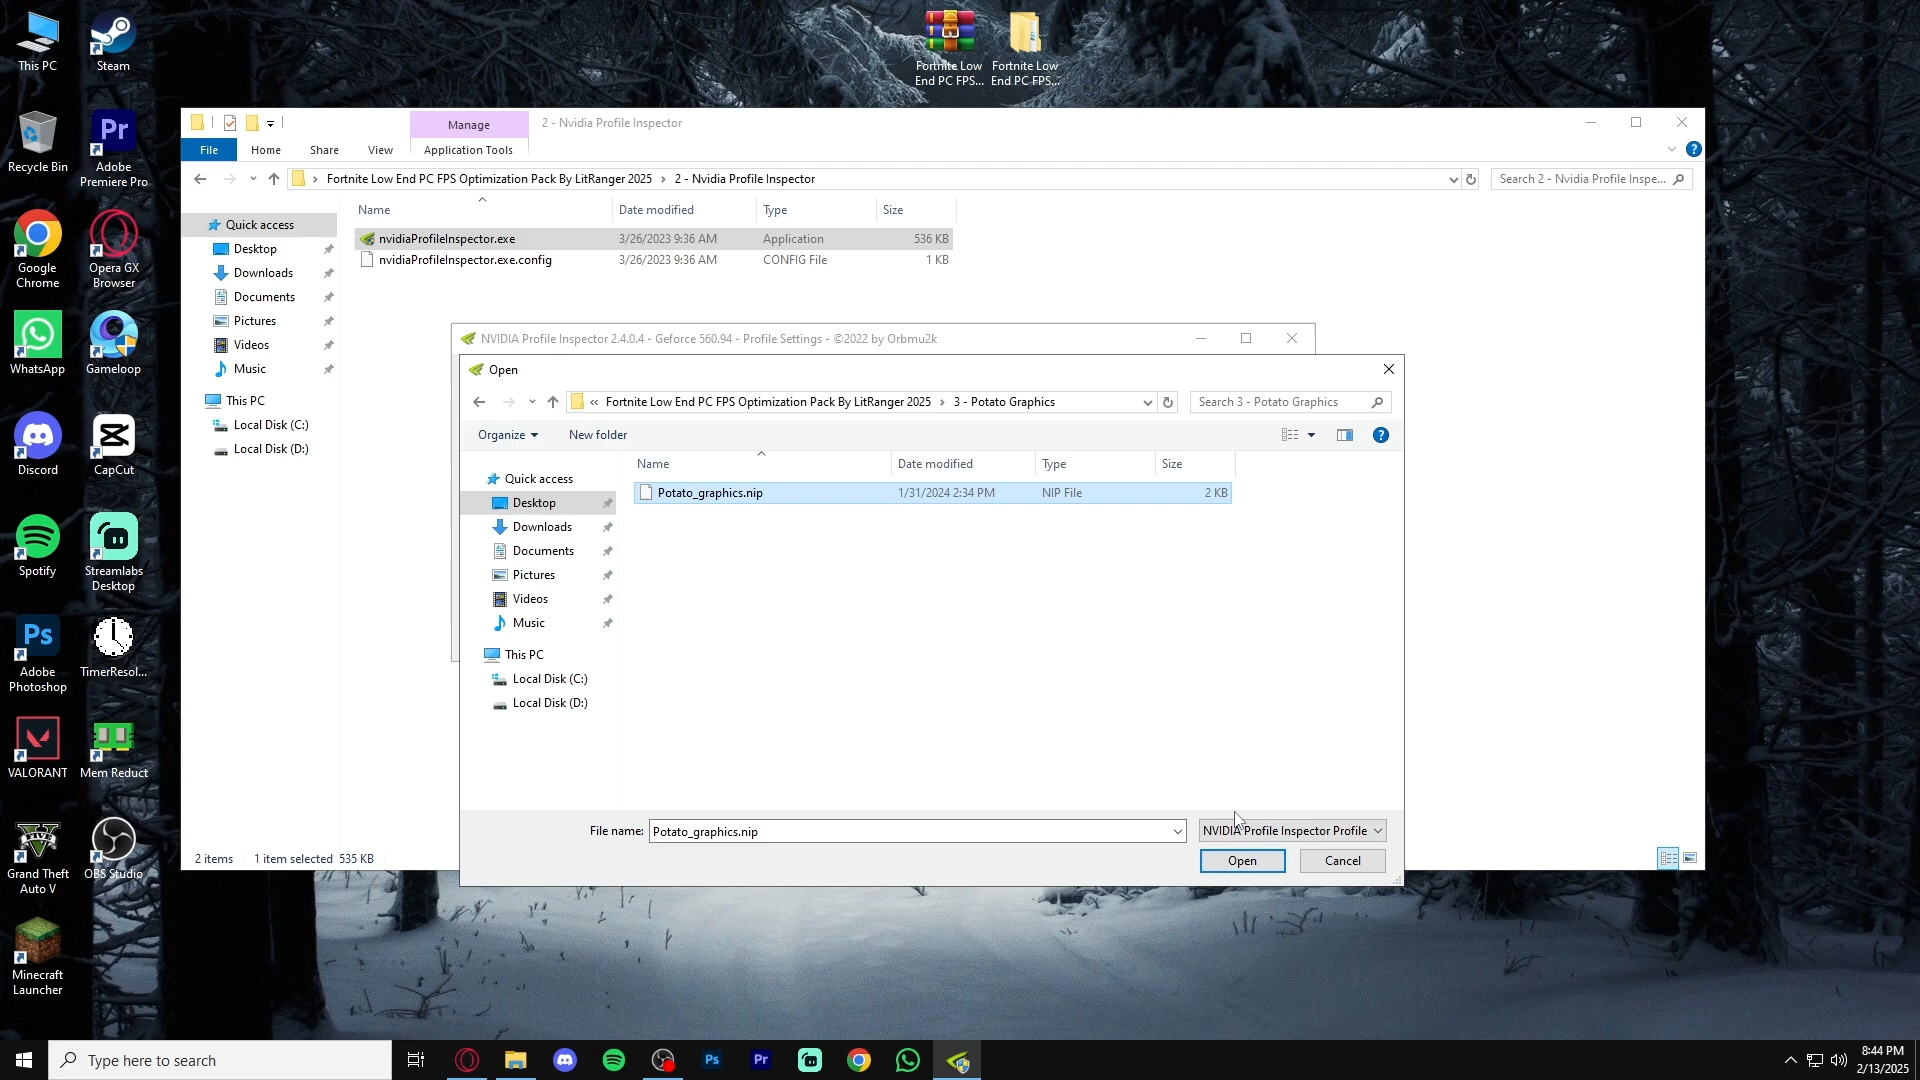 This PC
Steam
Recycle Bin
Adobe
Premiere Pro
Google
Chrome
Opera GX
Browser
WhatsApp
Gameloop
Discord
CapCut
Spotify
Streamlabs
Desktop
Adobe
Photoshop
TimerResol...
VALORANT
Mem Reduct
Grand Theft
Auto V
OBS Studio
Minecraft
Launcher
Fortnite Low
End PC FPS...
Fortnite Low
End PC FPS...
Manage
2 - Nvidia Profile Inspector
File
Home
Share
View
Application Tools
Fortnite Low End PC FPS Optimization Pack By LitRanger 2025 › 2 - Nvidia Profile Inspector
Search 2 - Nvidia Profile Inspe...
Name
Date modified
Type
Size
Quick access
Desktop
Downloads
Documents
Pictures
Videos
Music
This PC
Local Disk (C:)
Local Disk (D:)
nvidiaProfileInspector.exe
3/26/2023 9:36 AM
Application
536 KB
nvidiaProfileInspector.exe.config
3/26/2023 9:36 AM
CONFIG File
1 KB
2 items
1 item selected 535 KB
NVIDIA Profile Inspector 2.4.0.4 - Geforce 560.94 - Profile Settings - ©2022 by Orbmu2k
Open
« Fortnite Low End PC FPS Optimization Pack By LitRanger 2025 › 3 - Potato Graphics
Search 3 - Potato Graphics
Organize
New folder
Name
Date modified
Type
Size
Quick access
Desktop
Downloads
Documents
Pictures
Videos
Music
This PC
Local Disk (C:)
Local Disk (D:)
Potato_graphics.nip
1/31/2024 2:34 PM
NIP File
2 KB
File name:
Potato_graphics.nip
NVIDIA Profile Inspector Profile
Open
Cancel
Type here to search
Ps
Pr
8:44 PM
2/13/2025